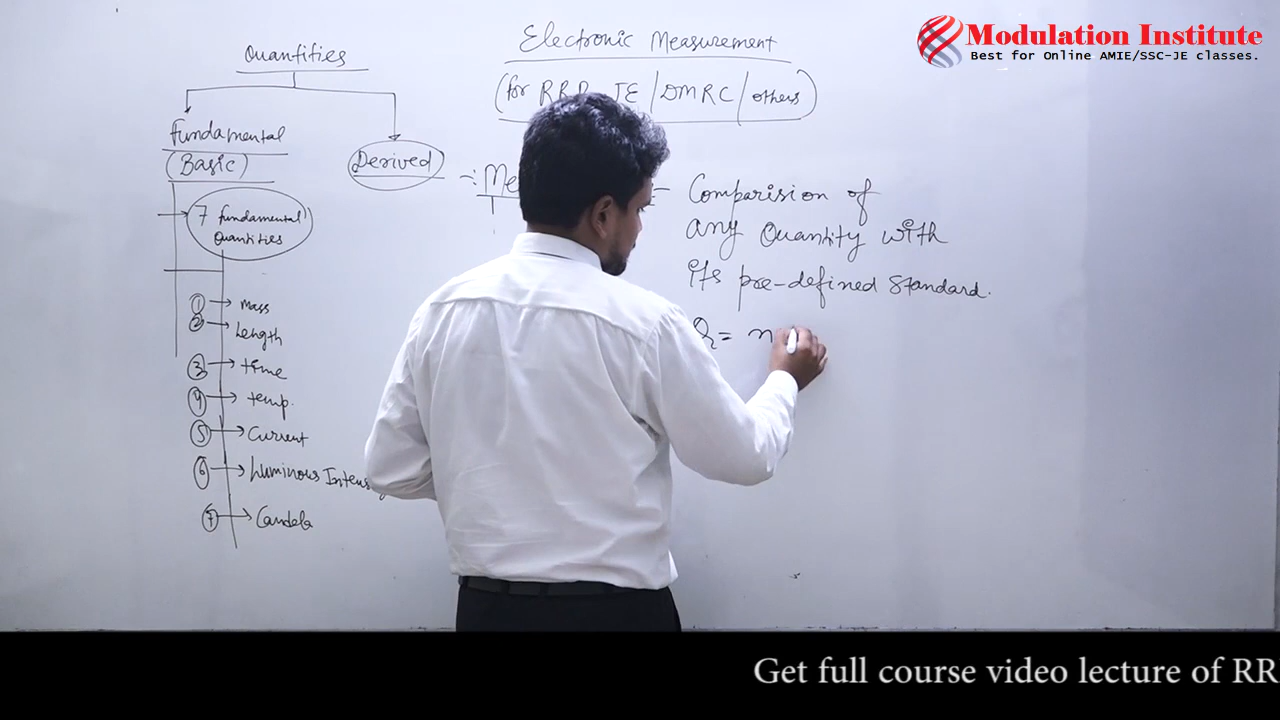 Modulation Institute
Best for Online AMIE/SSC-JE classes.
Electronic Measurement
(for RRB JE/DMRC/others)
Quantities
Fundamental
(Basic)
Derived
7 fundamental
Quantities
① → Mass
② → Length
③ → time
④ → temp.
⑤ → Current
⑥ → Luminous Intens
⑦ → Candela
Me
Comparision of
any Quantity with
its pre-defined Standard.
= n
Get full course video lecture of RR